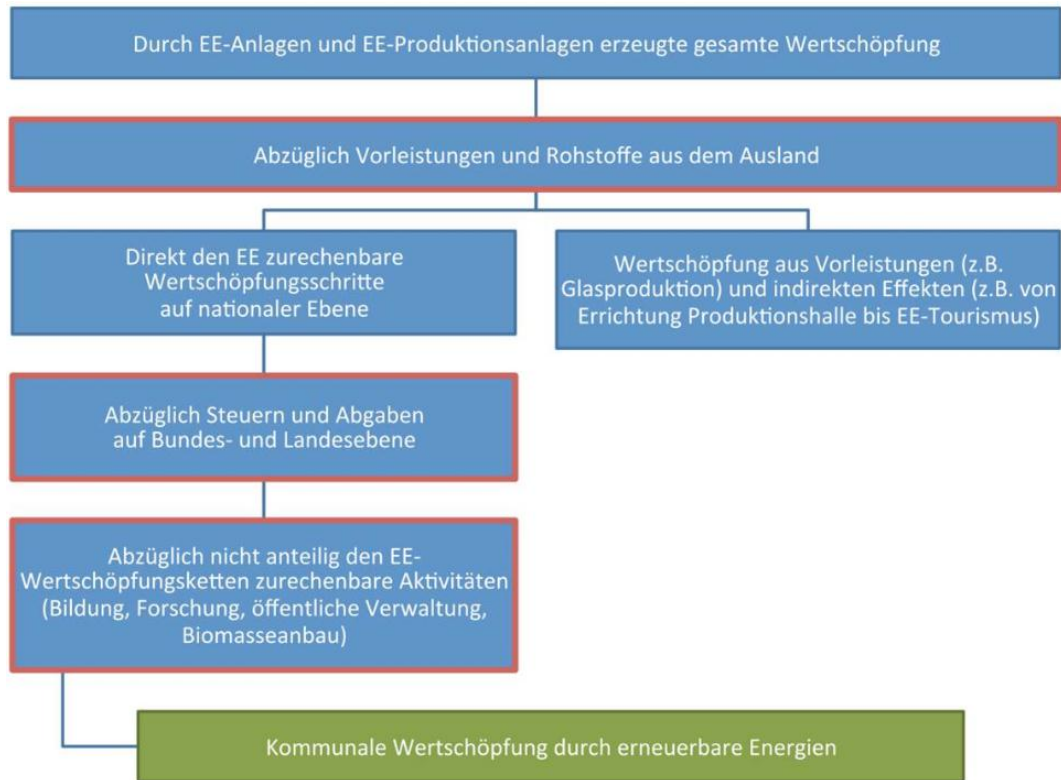 Durch EE-Anlagen und EE-Produktionsanlagen erzeugte gesamte Wertschöpfung
Abzüglich Vorleistungen und Rohstoffe aus dem Ausland
Direkt den EE zurechenbare
Wertschöpfungsschritte
auf nationaler Ebene
Wertschöpfung aus Vorleistungen (z.B.
Glasproduktion) und indirekten Effekten (z.B. von
Errichtung Produktionshalle bis EE-Tourismus)
Abzüglich Steuern und Abgaben
auf Bundes- und Landesebene
Abzüglich nicht anteilig den EE-
Wertschöpfungsketten zurechenbare Aktivitäten
(Bildung, Forschung, öffentliche Verwaltung,
Biomasseanbau)
Kommunale Wertschöpfung durch erneuerbare Energien